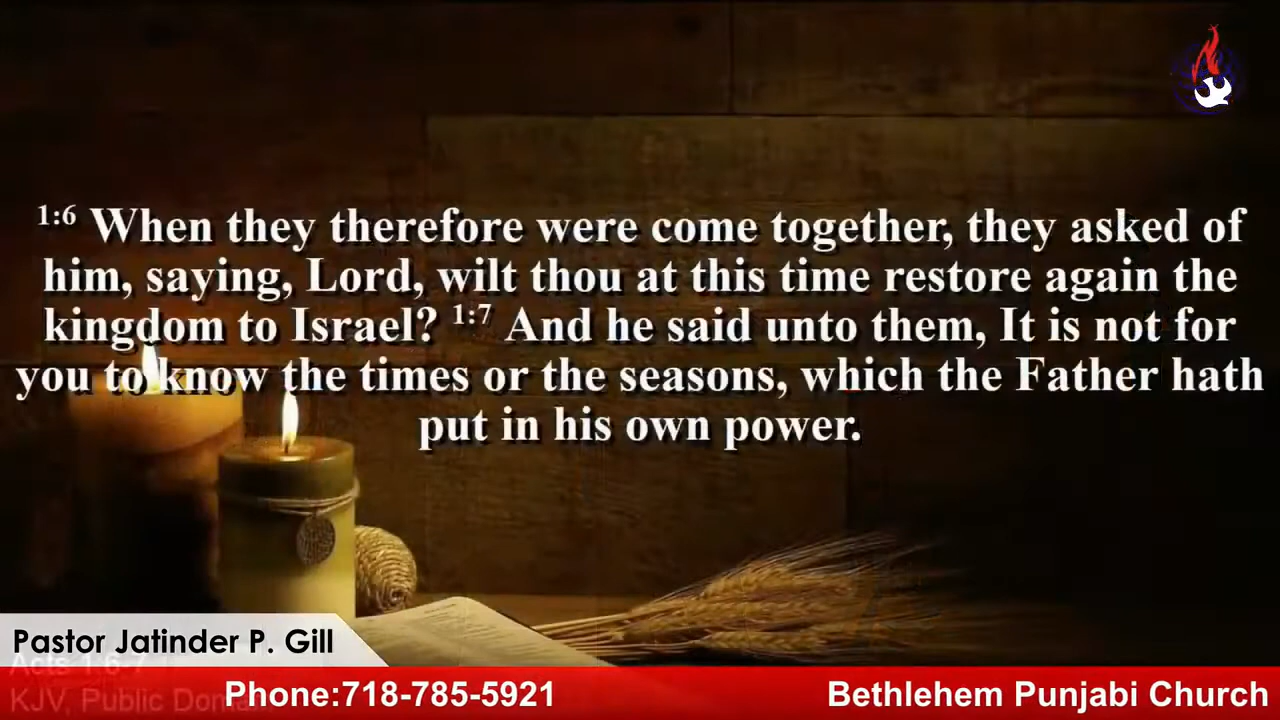 1:6 When they therefore were come together, they asked of
him, saying, Lord, wilt thou at this time restore again the
kingdom to Israel? 1:7 And he said unto them, It is not for
you to know the times or the seasons, which the Father hath
put in his own power.
Pastor Jatinder P. Gill
Acts 1:6-7
KJV, Public Doma
Phone:718-785-5921
Bethlehem Punjabi Church